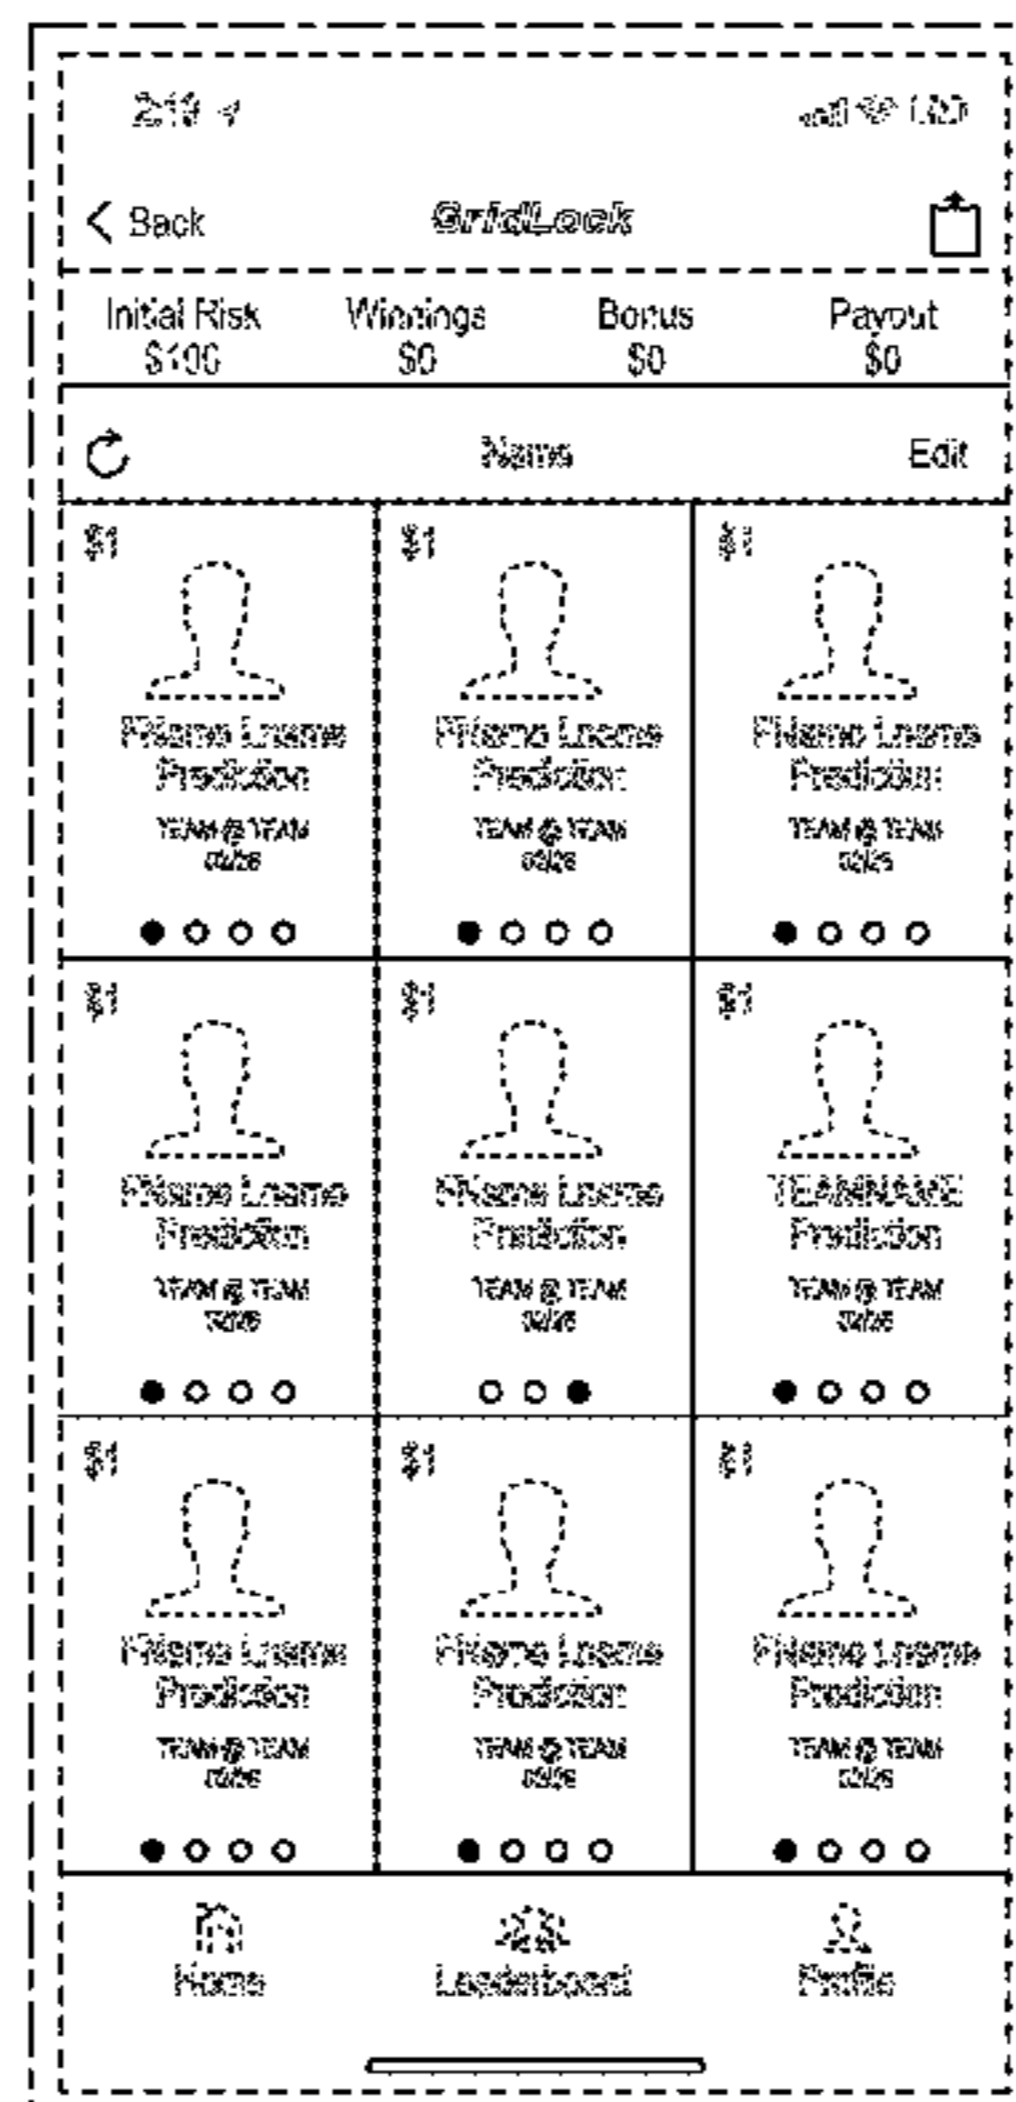 2:19
Back GridLock
Initial Risk Winnings Bonus Payout
$100 $0 $0 $0
Name Edit
$1 $1 $1
FName Lname FName Lname FName Lname
Prediction Prediction Prediction
TEAM @ TEAM TEAM @ TEAM TEAM @ TEAM
$1 $1 $1
FName Lname FName Lname TEAMNAME
Prediction Prediction Prediction
TEAM @ TEAM TEAM @ TEAM TEAM @ TEAM
$1 $1 $1
FName Lname FName Lname FName Lname
Prediction Prediction Prediction
TEAM @ TEAM TEAM @ TEAM TEAM @ TEAM
Home Leaderboard Profile